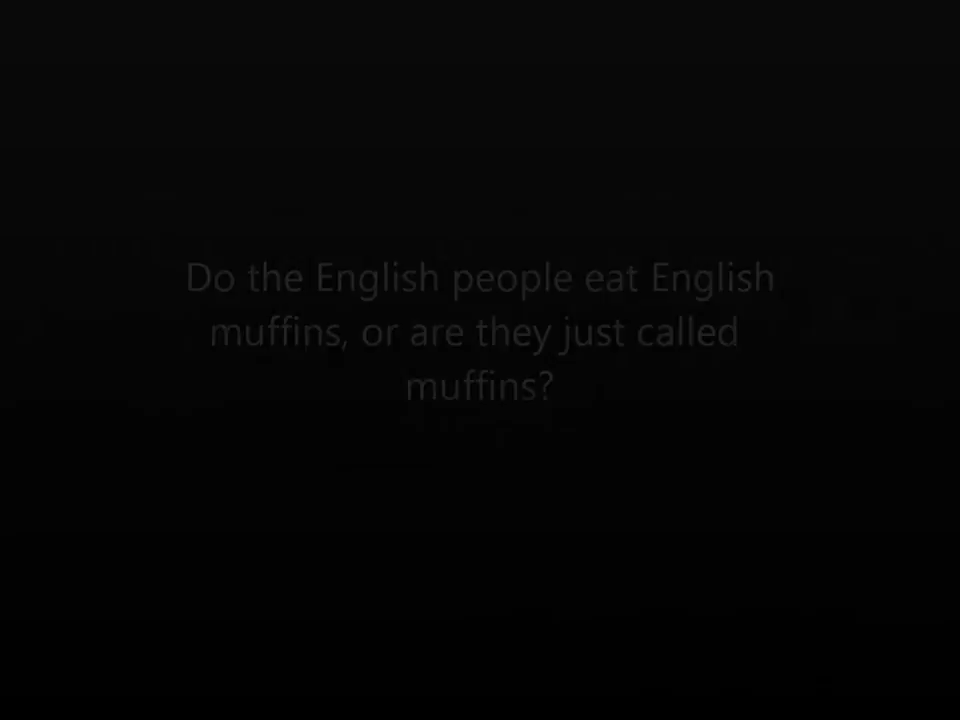 Do the English people eat English
muffins, or are they just called
muffins?